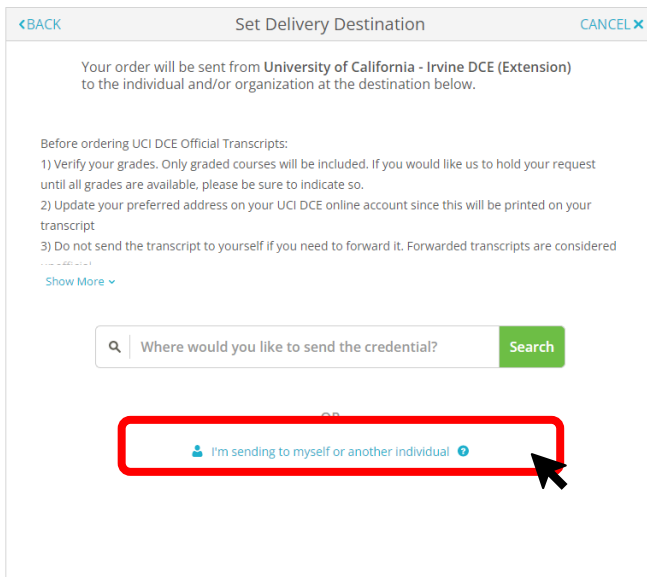 BACK Set Delivery Destination CANCEL
Your order will be sent from University of California - Irvine DCE (Extension)
to the individual and/or organization at the destination below.
Before ordering UCI DCE Official Transcripts:
1) Verify your grades. Only graded courses will be included. If you would like us to hold your request
until all grades are available, please be sure to indicate so.
2) Update your preferred address on your UCI DCE online account since this will be printed on your
transcript
3) Do not send the transcript to yourself if you need to forward it. Forwarded transcripts are considered
Show More
Where would you like to send the credential? Search
OR
I'm sending to myself or another individual ?